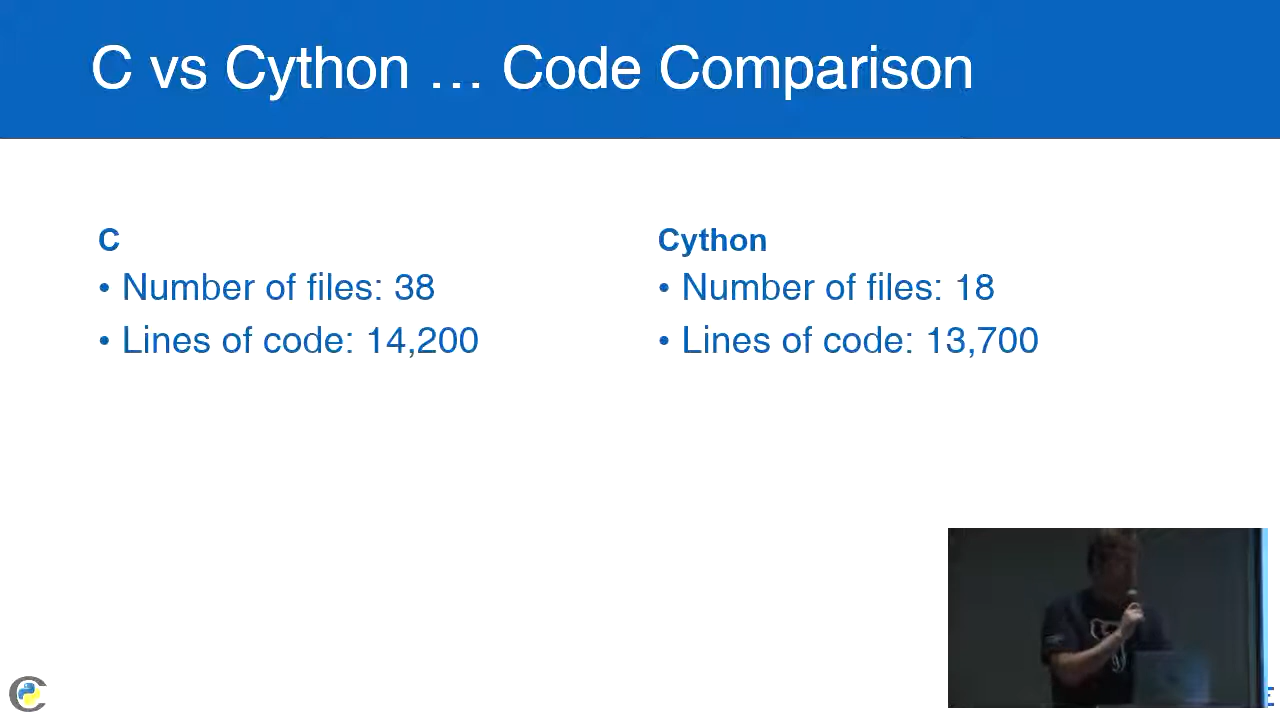 C vs Cython … Code Comparison
C
• Number of files: 38
• Lines of code: 14,200
Cython
• Number of files: 18
• Lines of code: 13,700